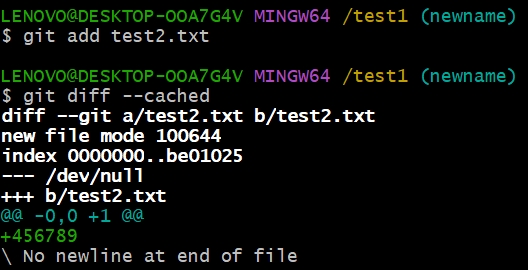 LENOVO@DESKTOP-OOA7G4V MINGW64 /test1 (newname)
$ git add test2.txt
LENOVO@DESKTOP-OOA7G4V MINGW64 /test1 (newname)
$ git diff --cached
diff --git a/test2.txt b/test2.txt
new file mode 100644
index 0000000..be01025
--- /dev/null
+++ b/test2.txt
@@ -0,0 +1 @@
+456789
\ No newline at end of file